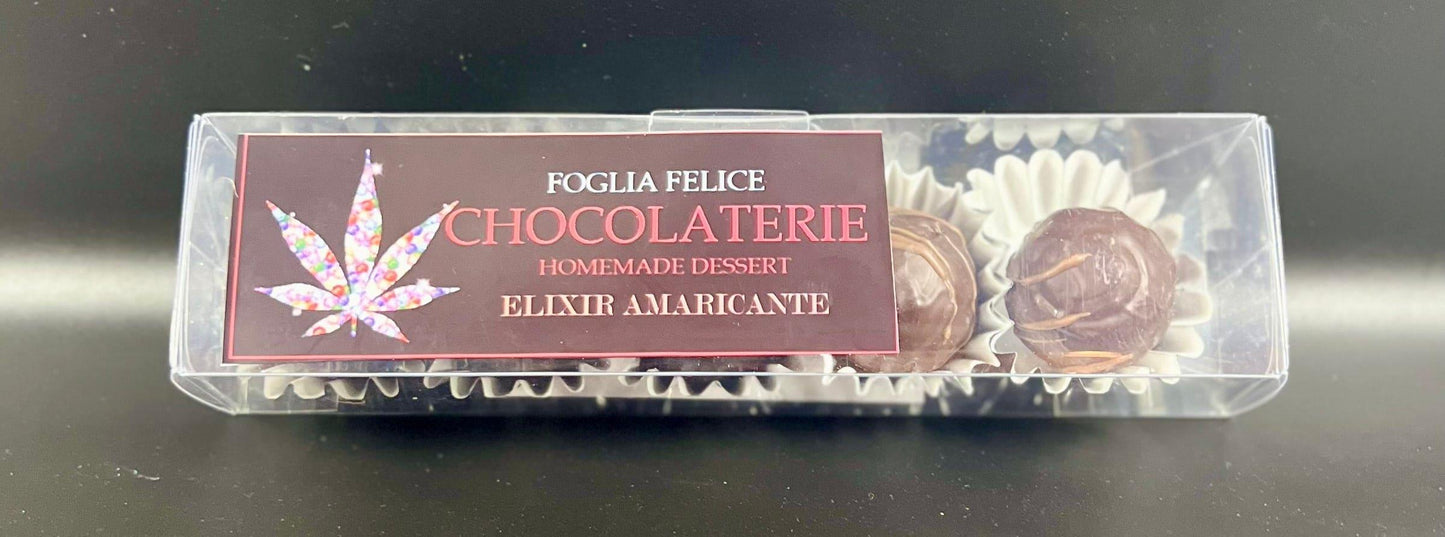 FOGLIA FELICE
CHOCOLATERIE
HOMEMADE DESSERT
ELIXIR AMARICANTE